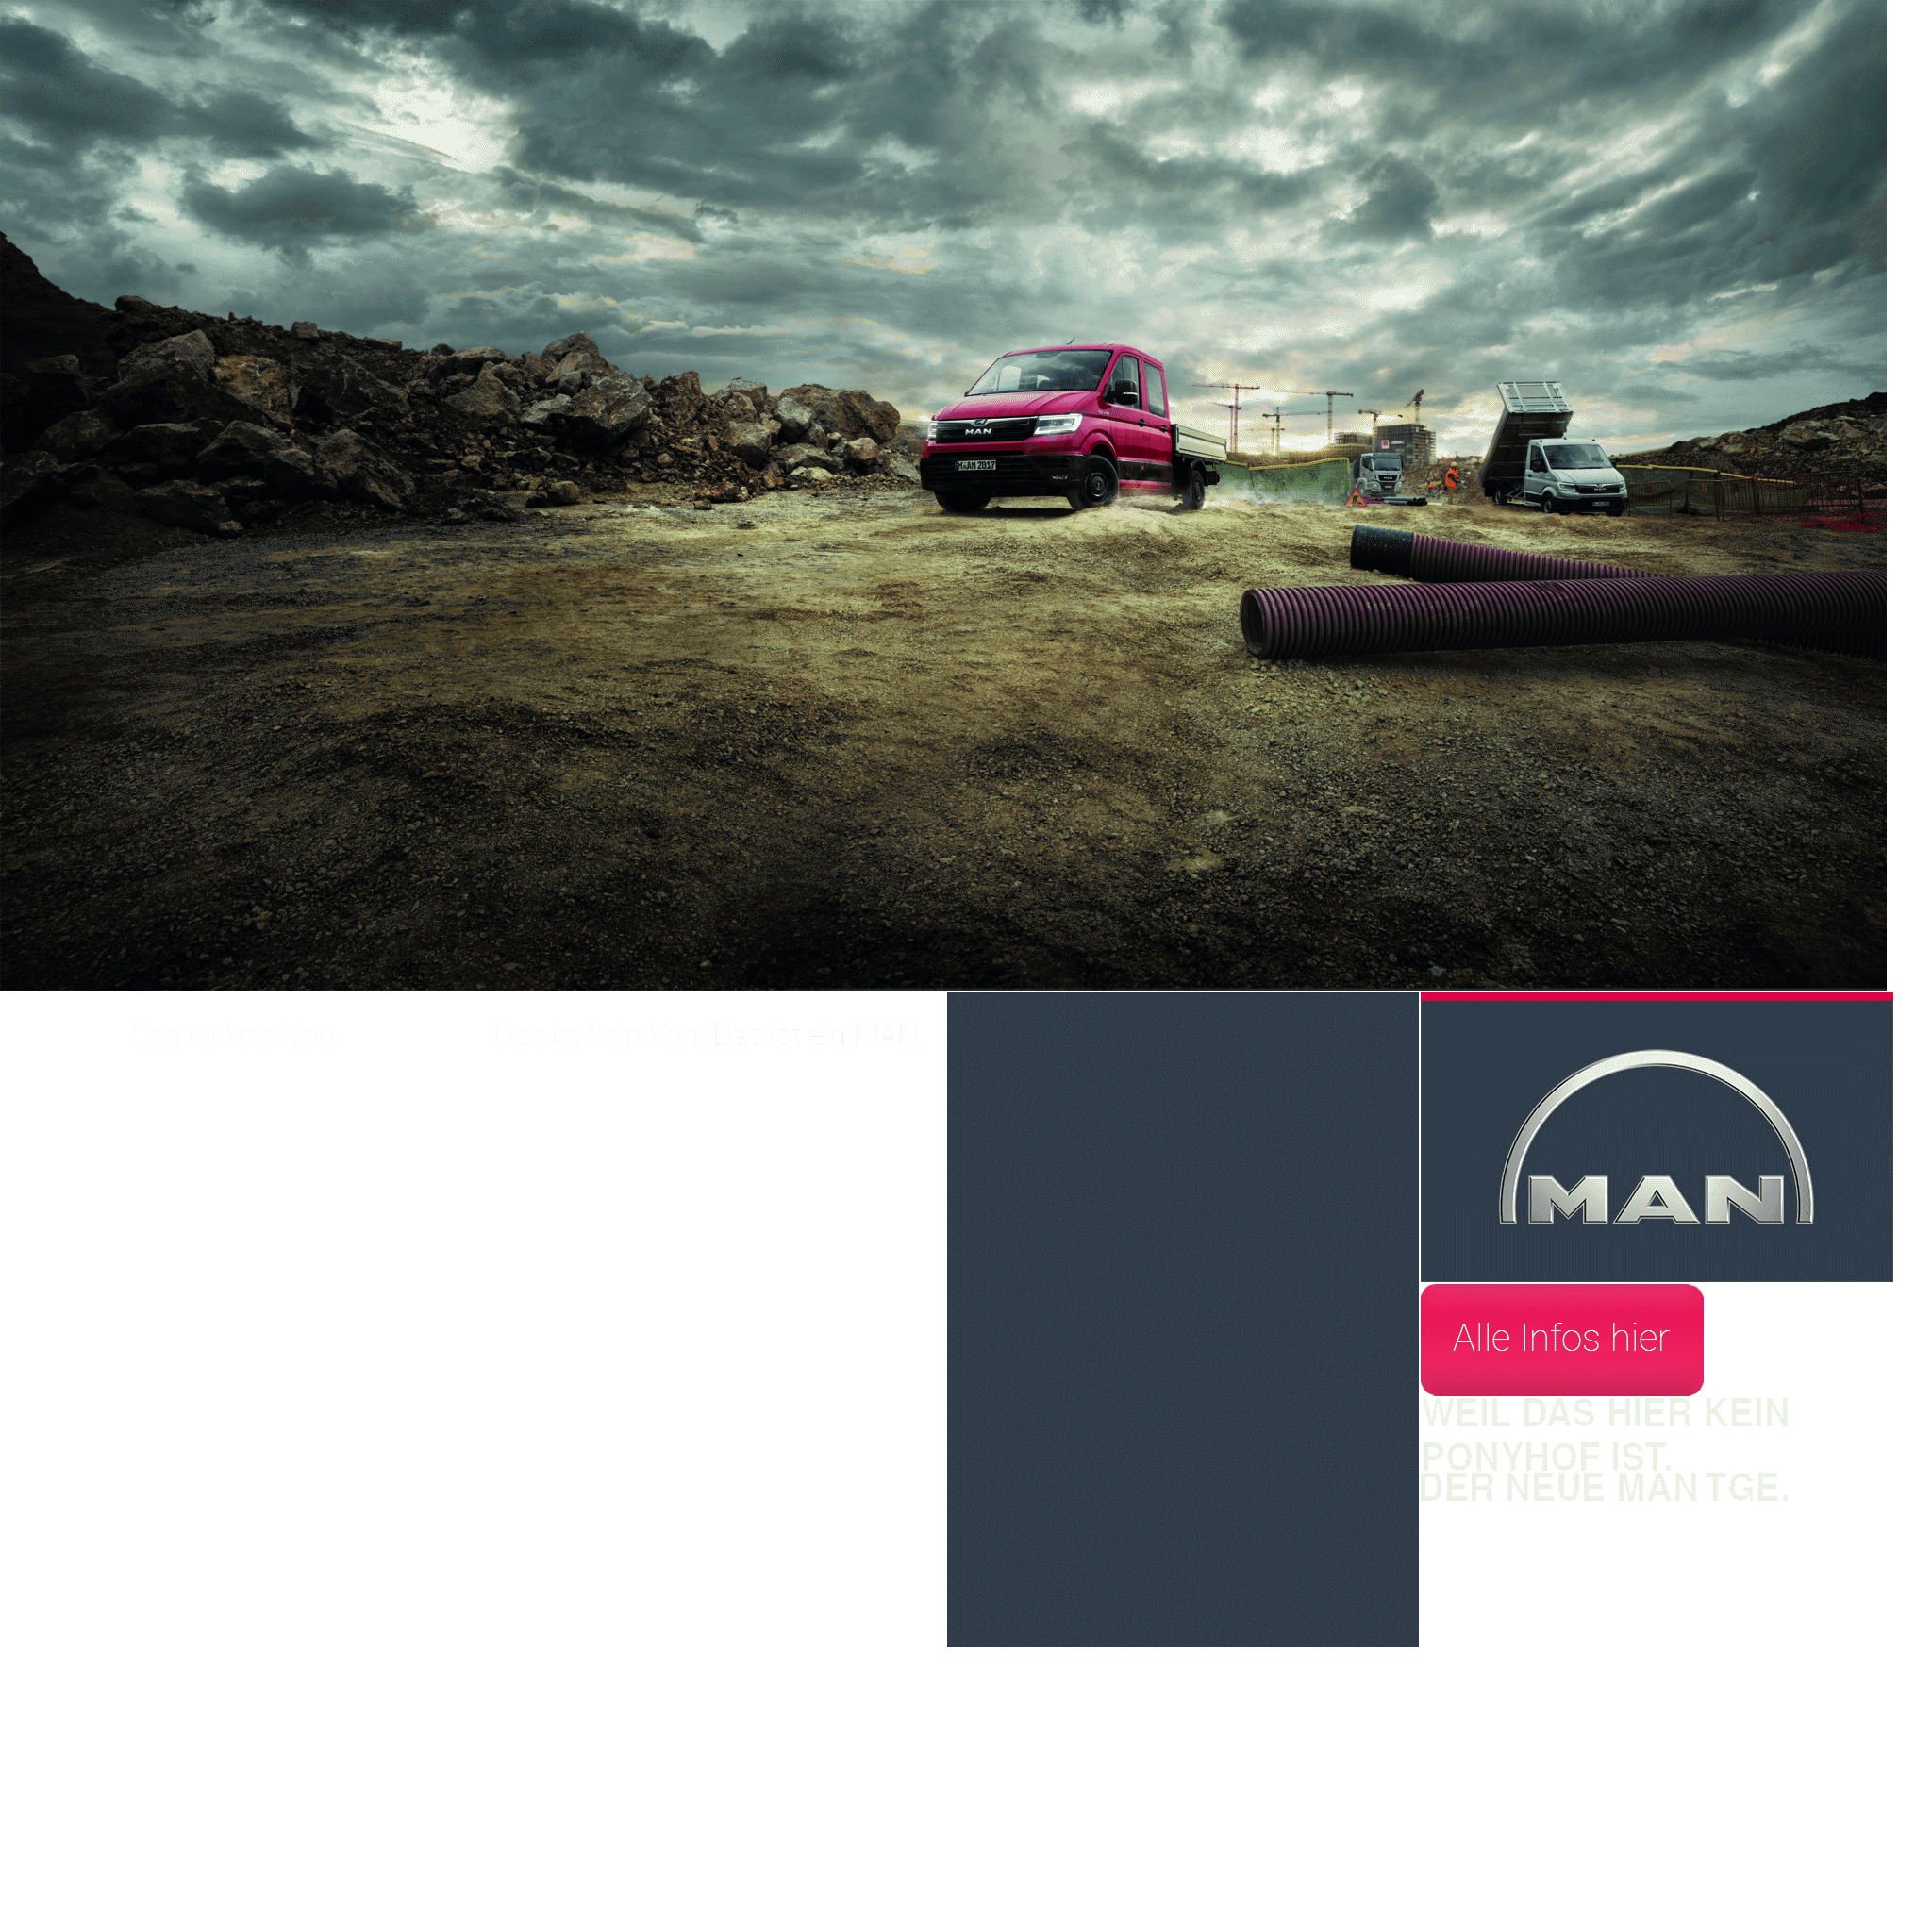 MAN
M·AN 2017
Das ist kein Van
Das ist kein Van Das ist ein MAN
MAN
Alle Infos hier
WEIL DAS HIER KEIN
PONYHOF IST.
DER NEUE MAN TGE.